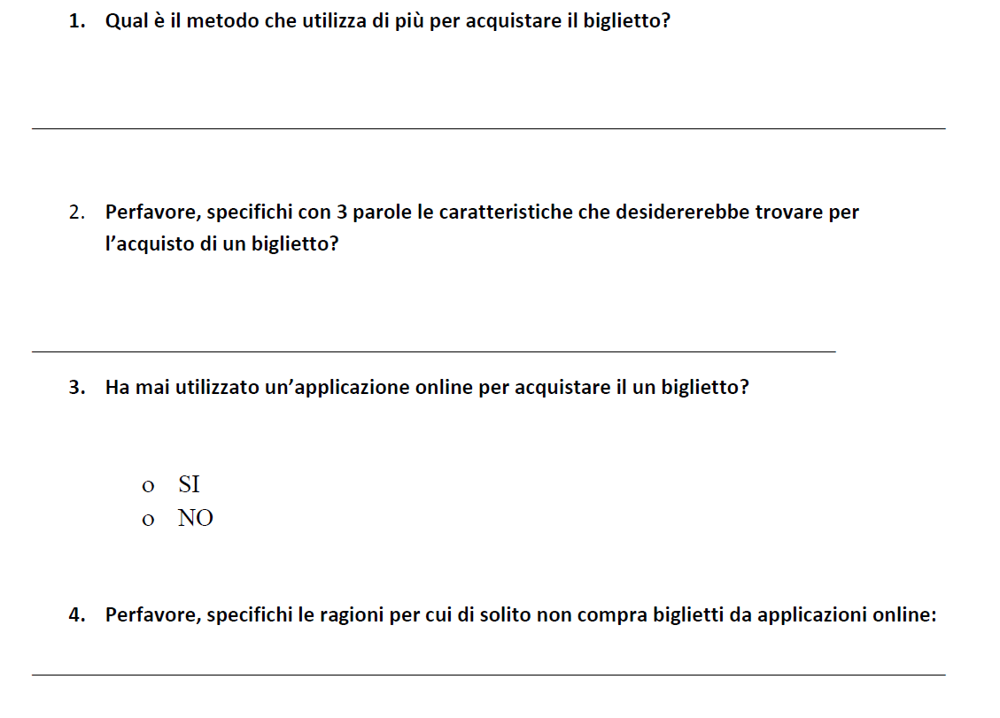 1. Qual è il metodo che utilizza di più per acquistare il biglietto?
2. Perfavore, specifichi con 3 parole le caratteristiche che desidererebbe trovare per
l’acquisto di un biglietto?
3. Ha mai utilizzato un’applicazione online per acquistare il un biglietto?
o SI
o NO
4. Perfavore, specifichi le ragioni per cui di solito non compra biglietti da applicazioni online: